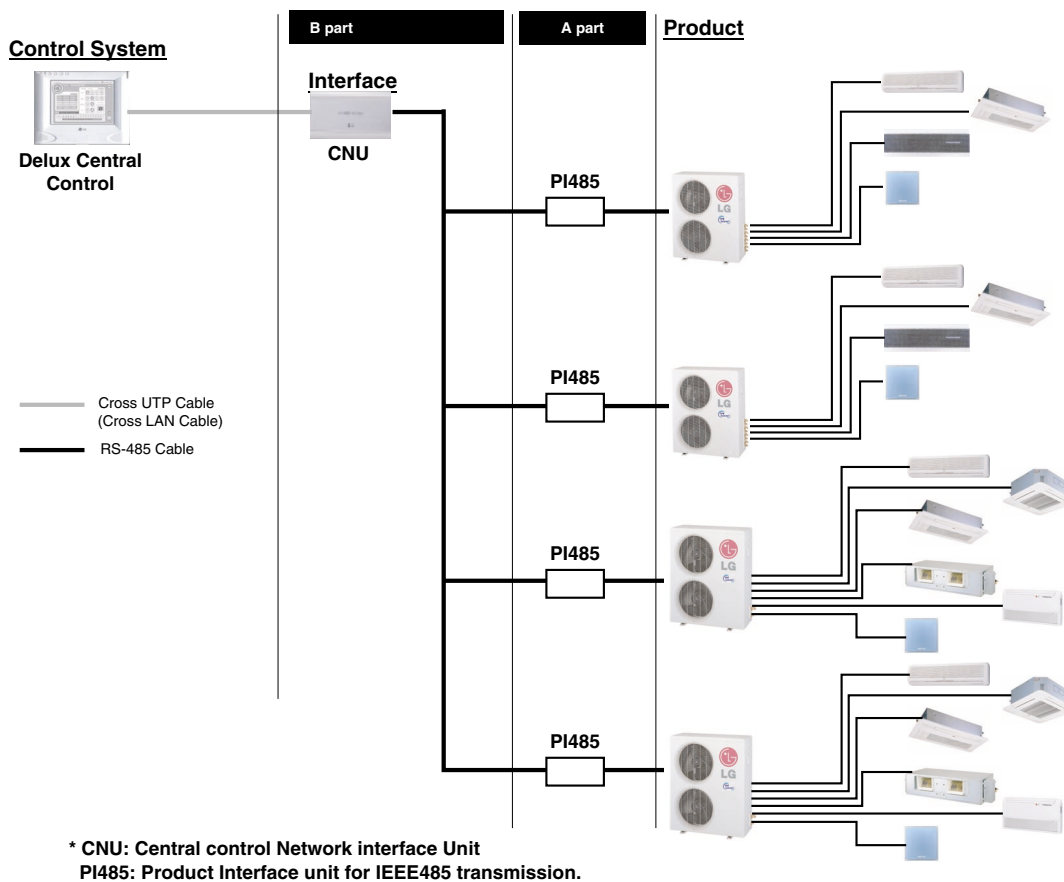 B part
A part
Product
Control System
Interface
CNU
Delux Central
Control
PI485
LG
PI485
LG
Cross UTP Cable
(Cross LAN Cable)
RS-485 Cable
PI485
LG
PI485
LG
* CNU: Central control Network interface Unit
PI485: Product Interface unit for IEEE485 transmission.